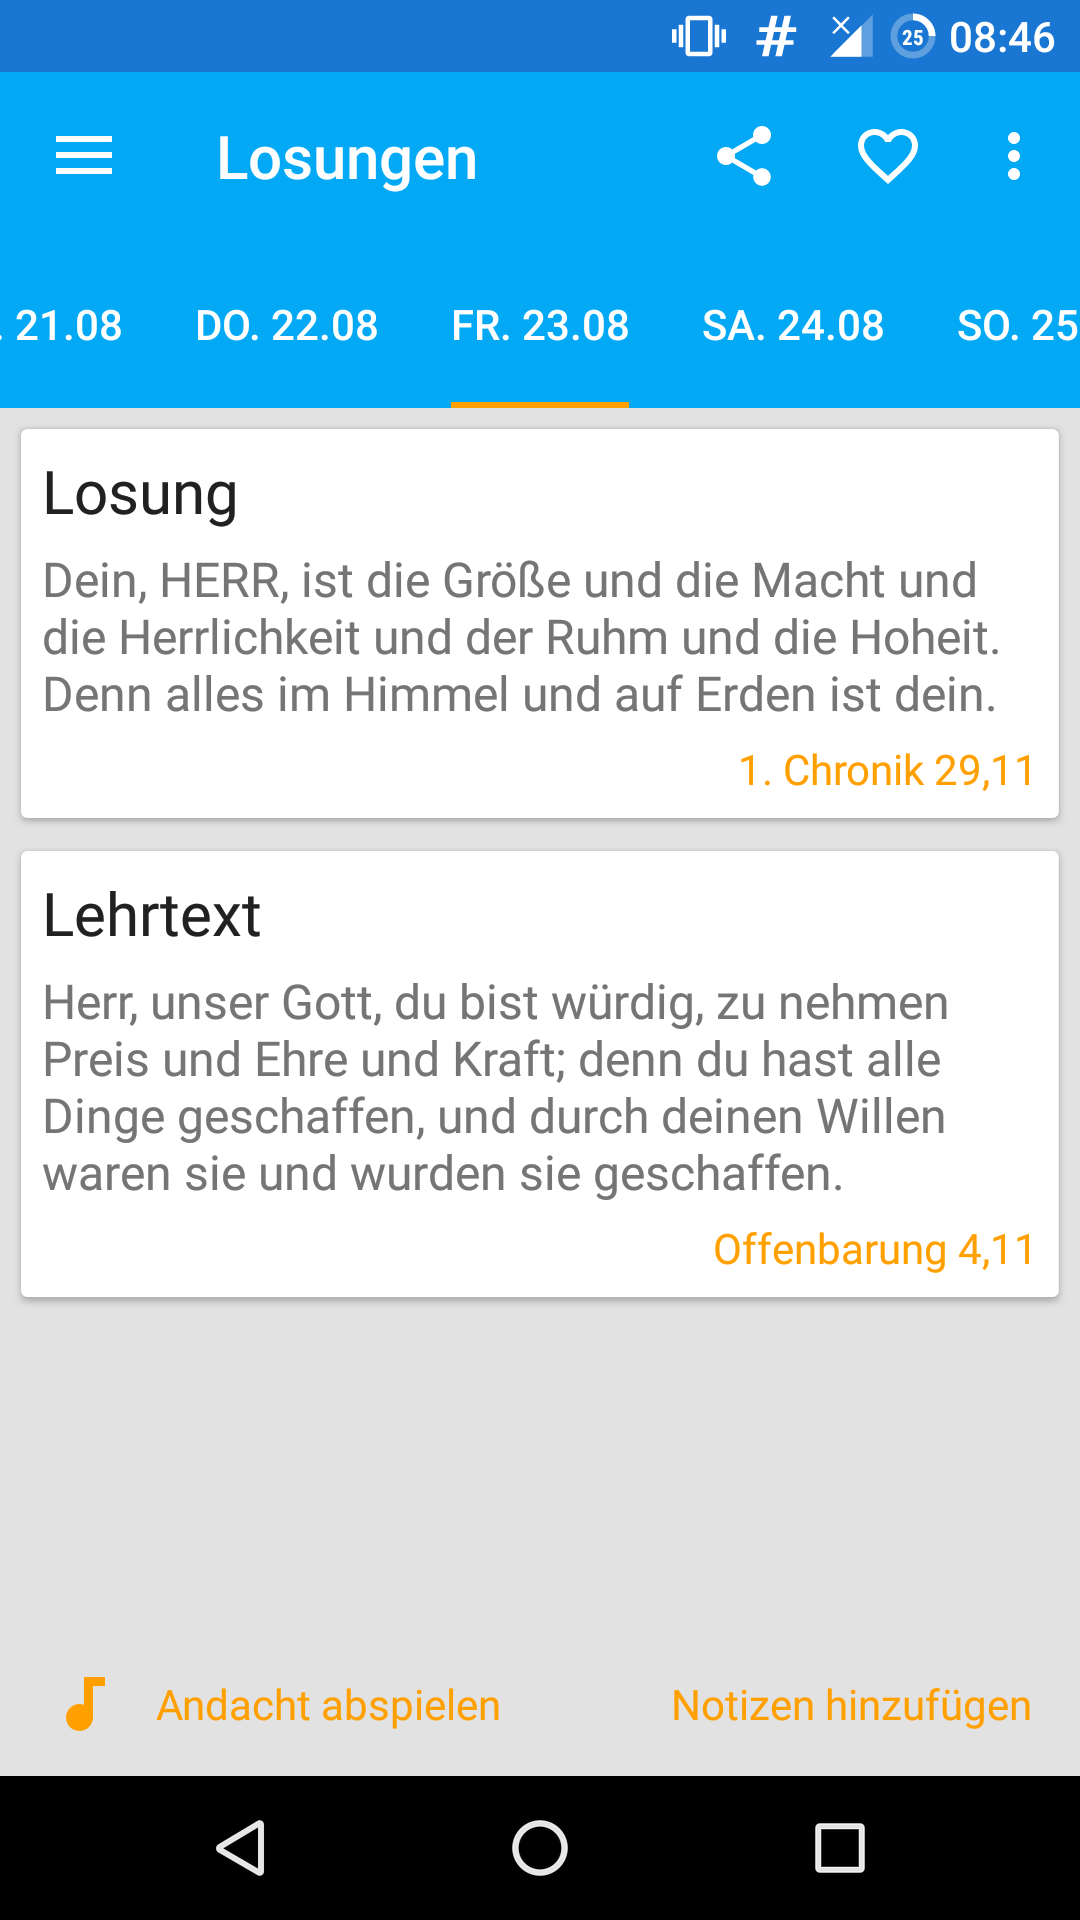 # 25 08:46
Losungen
. 21.08 DO. 22.08 FR. 23.08 SA. 24.08 SO. 25
Losung
Dein, HERR, ist die Größe und die Macht und
die Herrlichkeit und der Ruhm und die Hoheit.
Denn alles im Himmel und auf Erden ist dein.
1. Chronik 29,11
Lehrtext
Herr, unser Gott, du bist würdig, zu nehmen
Preis und Ehre und Kraft; denn du hast alle
Dinge geschaffen, und durch deinen Willen
waren sie und wurden sie geschaffen.
Offenbarung 4,11
Andacht abspielen Notizen hinzufügen